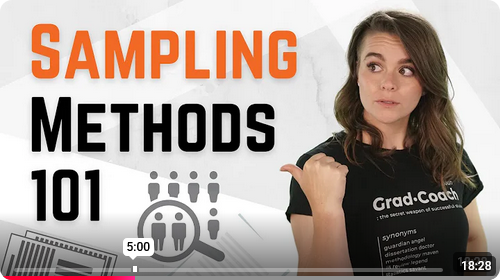 SAMPLING
METHODS
101
Grad•Coach
: the secret weapon of successful
synonyms
guardian angel
dissertation doctor
methodology maven
5:00
18:28